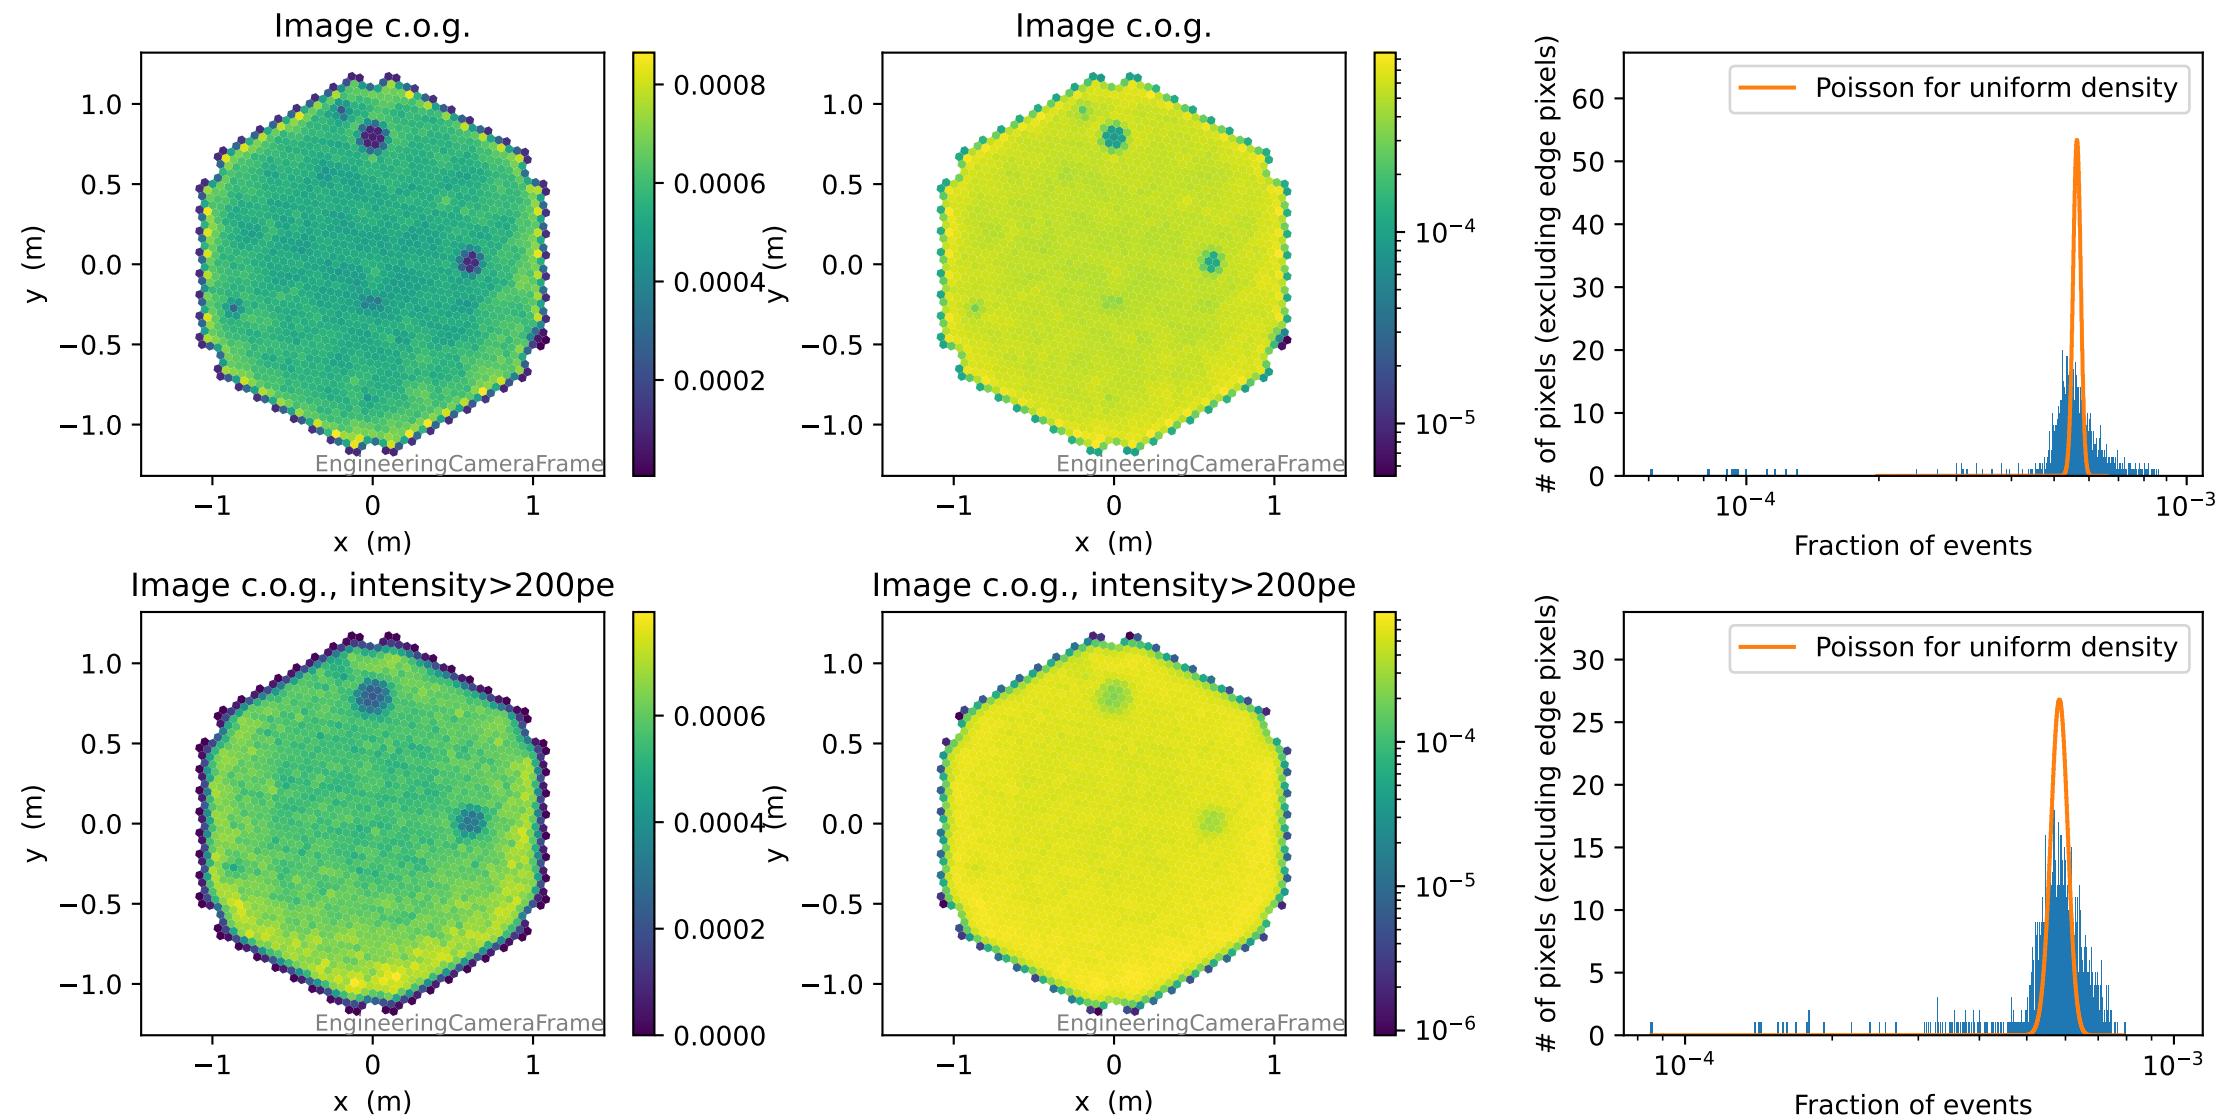 Image c.o.g.
y (m)
1.0
0.5
0.0
−0.5
−1.0
EngineeringCameraFrame
−1 0 1
x (m)
0.0008
0.0006
0.0004
0.0002
Image c.o.g.
y (m)
1.0
0.5
0.0
−0.5
−1.0
EngineeringCameraFrame
−1 0 1
x (m)
10⁻⁴
10⁻⁵
# of pixels (excluding edge pixels)
60
50
40
30
20
10
0
Poisson for uniform density
10⁻⁴ 10⁻³
Fraction of events
Image c.o.g., intensity>200pe
y (m)
1.0
0.5
0.0
−0.5
−1.0
EngineeringCameraFrame
−1 0 1
x (m)
0.0006
0.0004
0.0002
0.0000
Image c.o.g., intensity>200pe
y (m)
1.0
0.5
0.0
−0.5
−1.0
EngineeringCameraFrame
−1 0 1
x (m)
10⁻⁴
10⁻⁵
10⁻⁶
# of pixels (excluding edge pixels)
30
25
20
15
10
5
0
Poisson for uniform density
10⁻⁴ 10⁻³
Fraction of events